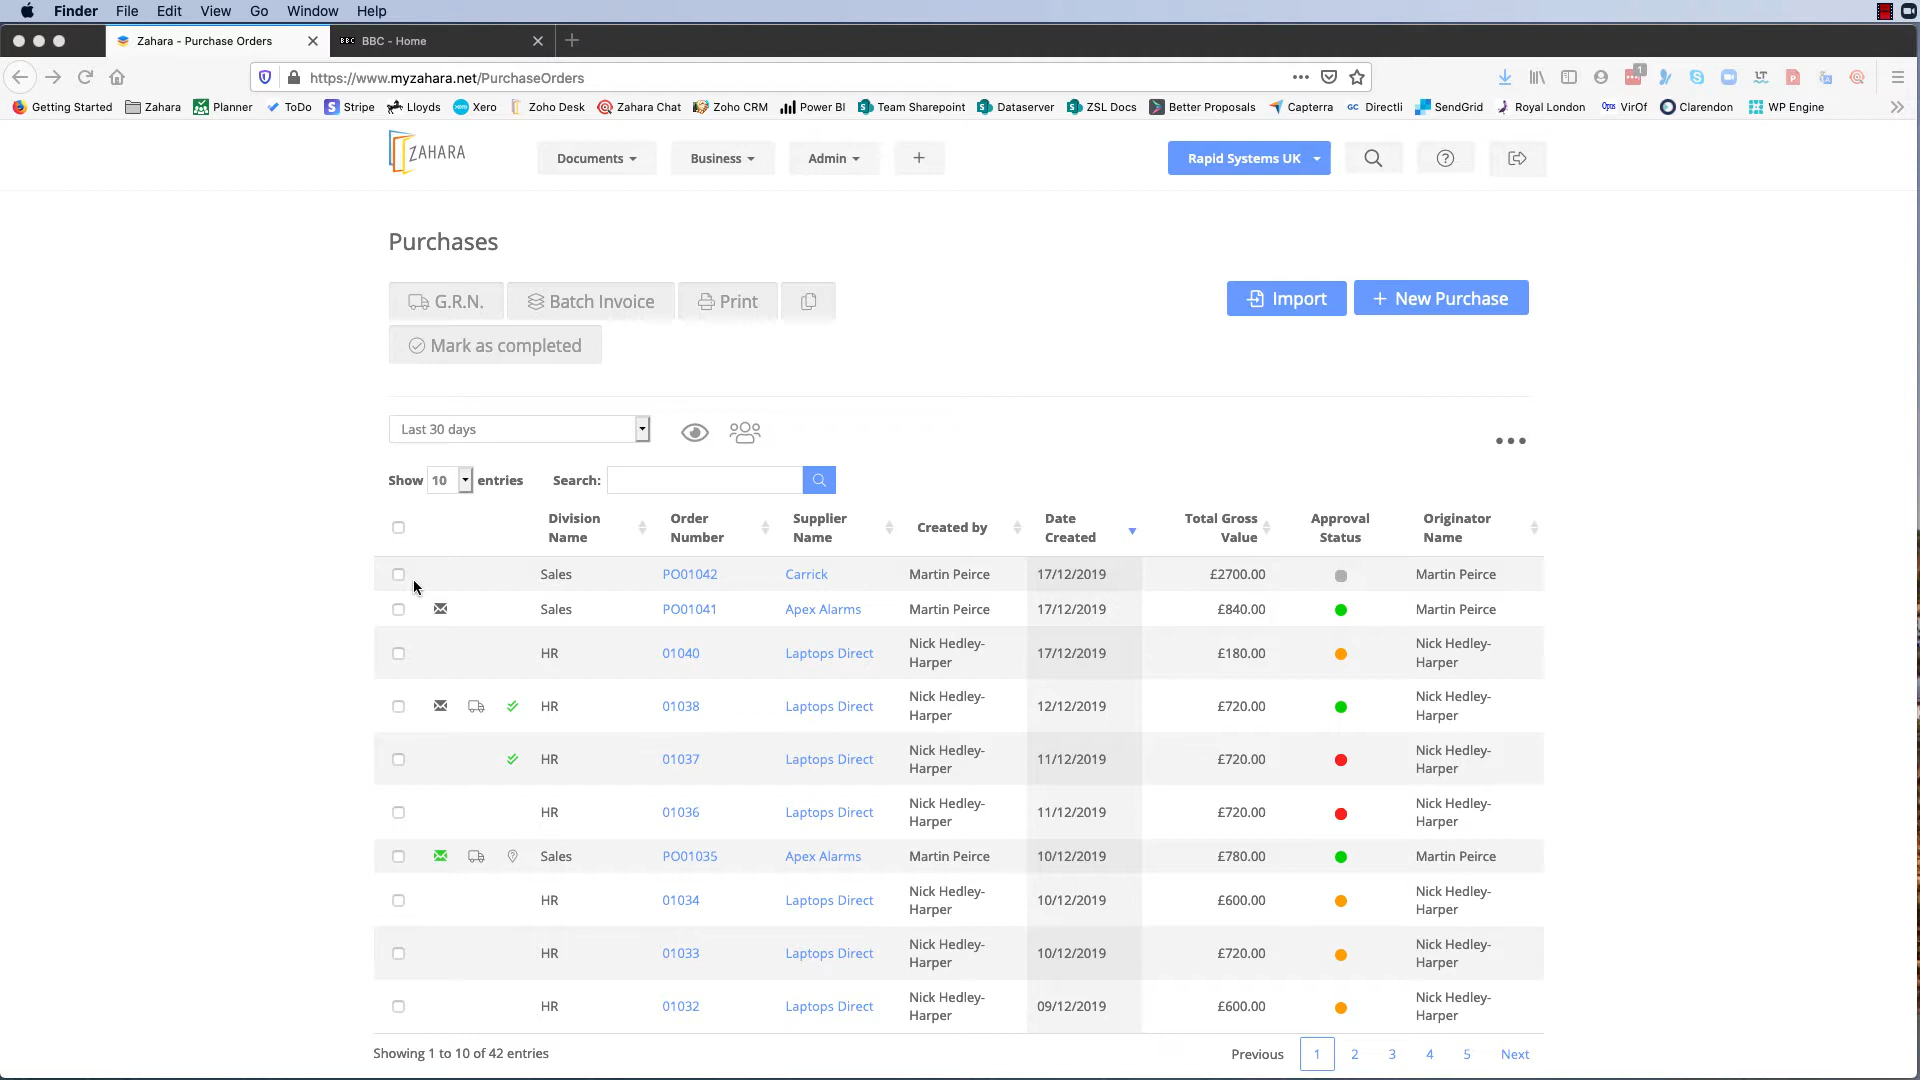 Finder File Edit View Go Window Help
Zahara - Purchase Orders BBC BBC - Home
https://www.myzahara.net/PurchaseOrders 1
Getting Started Zahara Planner ToDo Stripe Lloyds xero Xero Zoho Desk Zahara Chat Zoho CRM Power BI Team Sharepoint Dataserver ZSL Docs Better Proposals Capterra GC Directli SendGrid Royal London Opus VirOf Clarendon WP Engine
ZAHARA Documents Business Admin + Rapid Systems UK
Purchases
G.R.N. Batch Invoice Print Import + New Purchase
Mark as completed
Last 30 days
Show 10 entries Search:
Division Name Order Number Supplier Name Created by Date Created Total Gross Value Approval Status Originator Name
Sales PO01042 Carrick Martin Peirce 17/12/2019 £2700.00 Martin Peirce
Sales PO01041 Apex Alarms Martin Peirce 17/12/2019 £840.00 Martin Peirce
HR 01040 Laptops Direct Nick Hedley-Harper 17/12/2019 £180.00 Nick Hedley-Harper
HR 01038 Laptops Direct Nick Hedley-Harper 12/12/2019 £720.00 Nick Hedley-Harper
HR 01037 Laptops Direct Nick Hedley-Harper 11/12/2019 £720.00 Nick Hedley-Harper
HR 01036 Laptops Direct Nick Hedley-Harper 11/12/2019 £720.00 Nick Hedley-Harper
Sales PO01035 Apex Alarms Martin Peirce 10/12/2019 £780.00 Martin Peirce
HR 01034 Laptops Direct Nick Hedley-Harper 10/12/2019 £600.00 Nick Hedley-Harper
HR 01033 Laptops Direct Nick Hedley-Harper 10/12/2019 £720.00 Nick Hedley-Harper
HR 01032 Laptops Direct Nick Hedley-Harper 09/12/2019 £600.00 Nick Hedley-Harper
Showing 1 to 10 of 42 entries Previous 1 2 3 4 5 Next